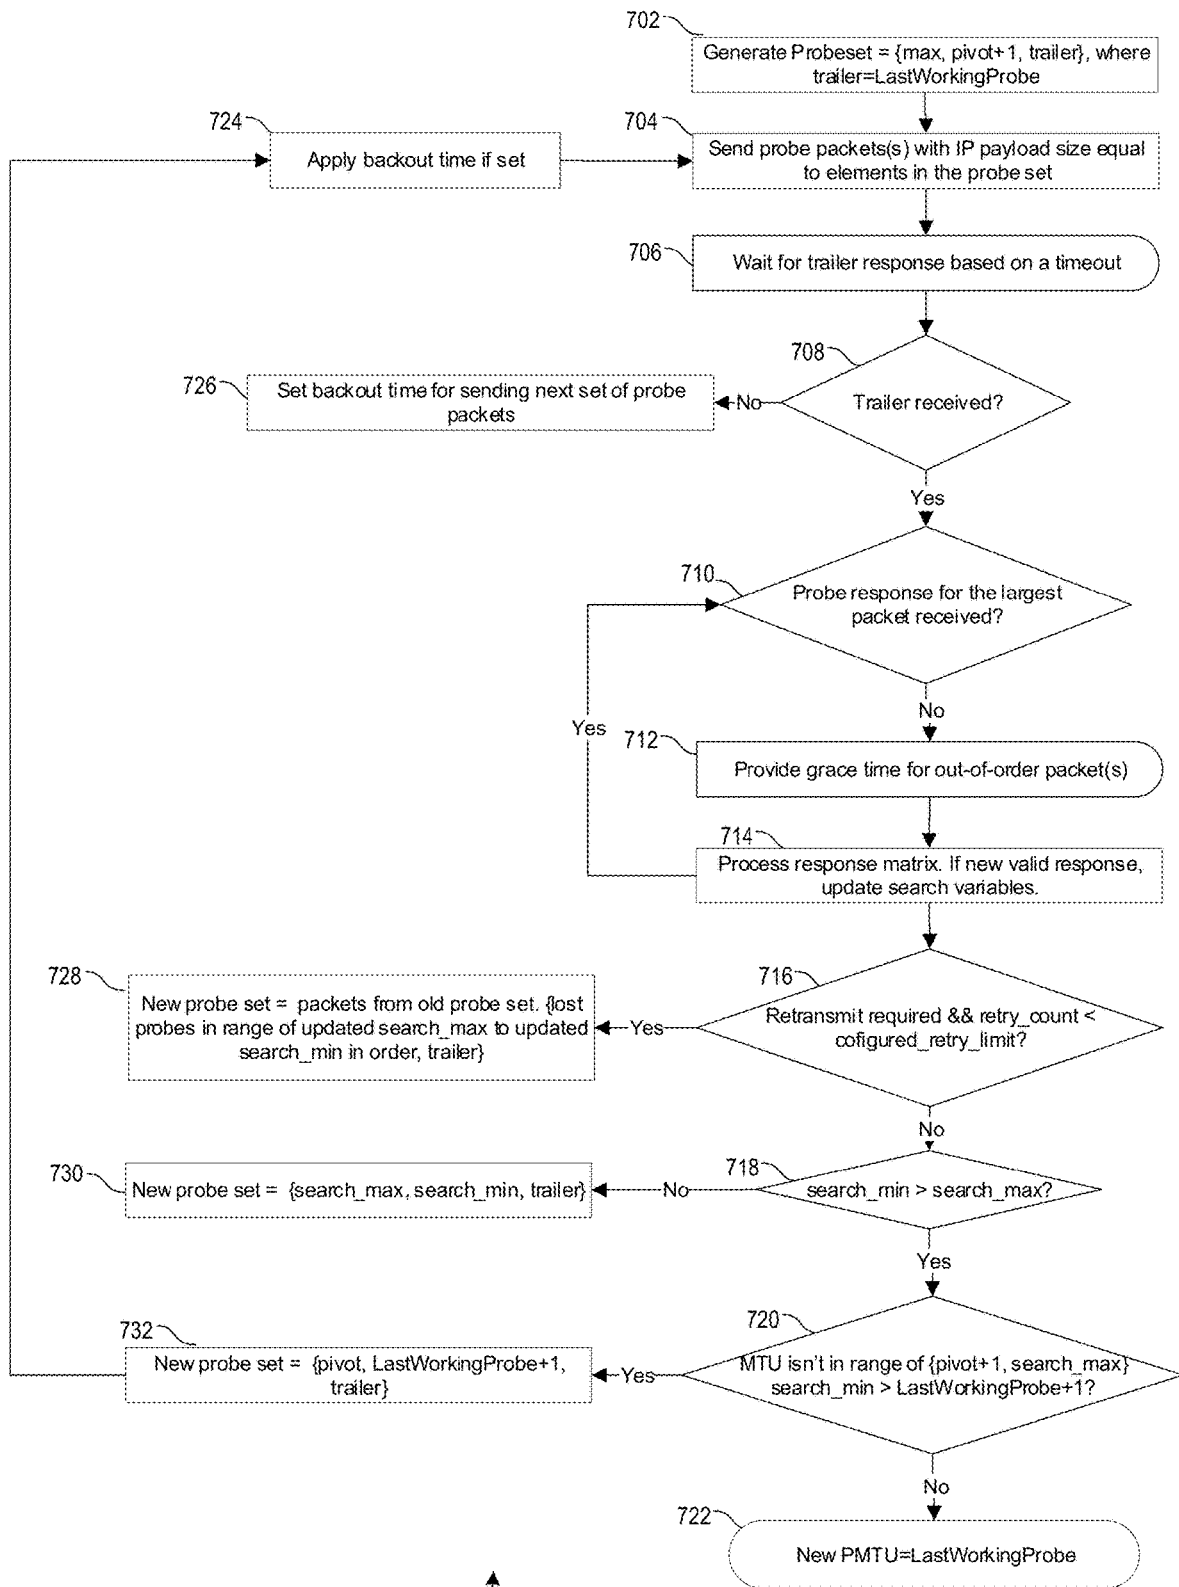 702
Generate Probeset = {max, pivot+1, trailer}, where
trailer=LastWorkingProbe
724
Apply backout time if set
704
Send probe packets(s) with IP payload size equal
to elements in the probe set
706
Wait for trailer response based on a timeout
708
Trailer received?
No
726
Set backout time for sending next set of probe
packets
Yes
710
Probe response for the largest
packet received?
No
Yes
712
Provide grace time for out-of-order packet(s)
714
Process response matrix. If new valid response,
update search variables.
716
Retransmit required && retry_count <
cofigured_retry_limit?
Yes
728
New probe set = packets from old probe set. {lost
probes in range of updated search_max to updated
search_min in order, trailer}
No
718
search_min > search_max?
No
730
New probe set = {search_max, search_min, trailer}
Yes
720
MTU isn't in range of {pivot+1, search_max}
search_min > LastWorkingProbe+1?
Yes
732
New probe set = {pivot, LastWorkingProbe+1,
trailer}
No
722
New PMTU=LastWorkingProbe